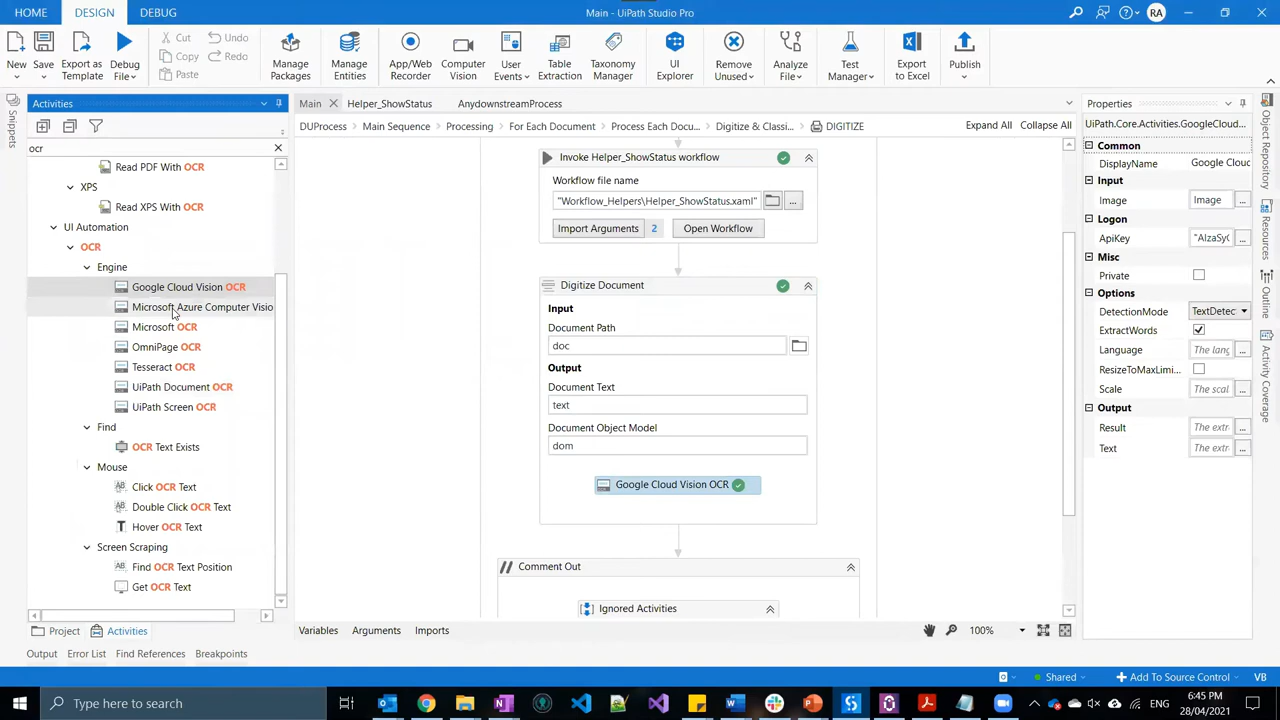 HOME
DESIGN
DEBUG
Main - UiPath Studio Pro
RA
New
Save
Export as Template
Debug File
Cut
Copy
Paste
Undo
Redo
Manage Packages
Manage Entities
App/Web Recorder
Computer Vision
User Events
Table Extraction
Taxonomy Manager
UI Explorer
Remove Unused
Analyze File
Test Manager
Export to Excel
Publish
Snippets
Activities
ocr
Read PDF With OCR
XPS
Read XPS With OCR
UI Automation
OCR
Engine
Google Cloud Vision OCR
Microsoft Azure Computer Visio
Microsoft OCR
OmniPage OCR
Tesseract OCR
UiPath Document OCR
UiPath Screen OCR
Find
OCR Text Exists
Mouse
Click OCR Text
Double Click OCR Text
Hover OCR Text
Screen Scraping
Find OCR Text Position
Get OCR Text
Project
Activities
Main
Helper_ShowStatus
AnydownstreamProcess
DUProcess
Main Sequence
Processing
For Each Document
Process Each Docu...
Digitize & Classi...
DIGITIZE
Expand All
Collapse All
Invoke Helper_ShowStatus workflow
Workflow file name
"Workflow_Helpers\Helper_ShowStatus.xaml"
...
Import Arguments 2
Open Workflow
Digitize Document
Input
Document Path
doc
Output
Document Text
text
Document Object Model
dom
Google Cloud Vision OCR
// Comment Out
Ignored Activities
Variables
Arguments
Imports
100%
Properties
UiPath.Core.Activities.GoogleCloud...
Common
DisplayName Google Cloud
Input
Image Image ...
Logon
ApiKey ...
Misc
Private
Options
DetectionMode TextDetec
ExtractWords
Language The lang ...
ResizeToMaxLimi...
Scale The scal ...
Output
Result The extr ...
Text The extr ...
Object Repository
Resources
Outline
Activity Coverage
Output
Error List
Find References
Breakpoints
Shared
Add To Source Control
VB
Type here to search
ENG
6:45 PM
28/04/2021